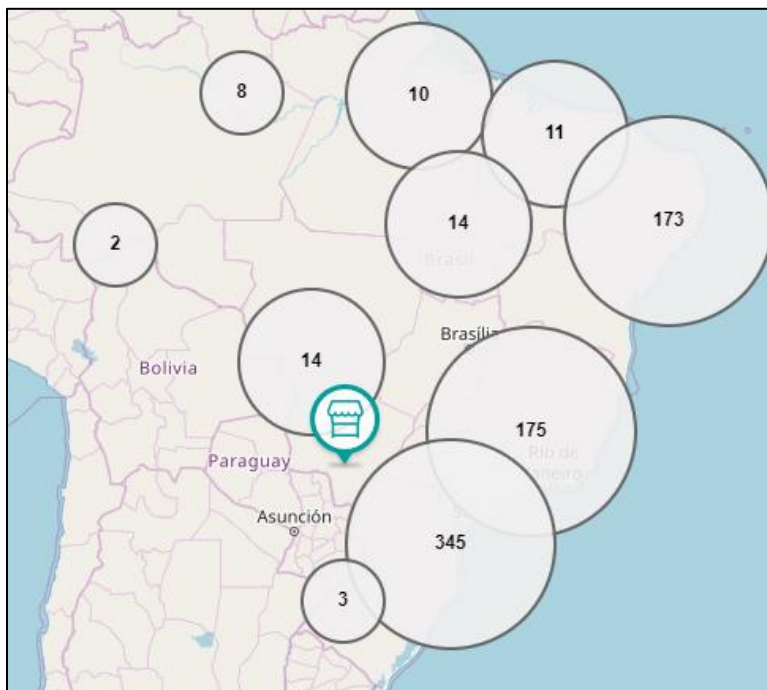 8
10
11
173
2
14
Brasil
Brasília
14
Bolivia
175
Paraguay
Rio de
Janeiro
Asunción
345
3